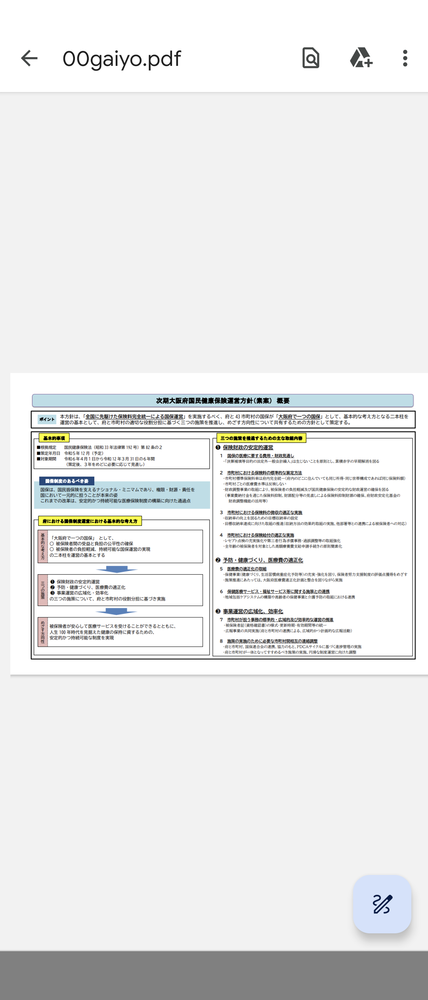 00gaiyo.pdf
次期大阪府国民健康保険運営方針(素案) 概要
ポイント
本方針は、「全国に先駆けた保険料完全統一による国保運営」を実施するべく、府と 43 市町村の国保が「大阪府で一つの国保」として、基本的な考え方となる二本柱を
運営の基本として、府と市町村の適切な役割分担に基づく三つの施策を推進し、めざす方向性について共有するための方針として策定する。
基本的事項
■根拠規定 国民健康保険法（昭和 33 年法律第 192 号）第 82 条の２
■策定年月日 令和５年 12 月（予定）
■対象期間 令和６年４月１日から令和 12 年３月 31 日の６年間
（策定後、３年をめどに必要に応じて見直し）
国保制度のあるべき姿
国保は、国民皆保険を支えるナショナル・ミニマムであり、権限・財源・責任を
国において一元的に担うことが本来の姿
これまでの改革は、安定的かつ持続可能な医療保険制度の構築に向けた通過点
府における国保制度運営における基本的な考え方
基本的な考え方
「大阪府で一つの国保」 として、
○ 被保険者間の受益と負担の公平性の確保
○ 被保険者の負担軽減、持続可能な国保運営の実現
の二本柱を運営の基本とする
三つの施策
❶ 保険財政の安定的運営
❷ 予防・健康づくり、医療費の適正化
❸ 事業運営の広域化・効率化
の三つの施策について、府と市町村の役割分担に基づき実施
めざす方向性
被保険者が安心して医療サービスを受けることができるとともに、
人生 100 年時代を見据えた健康の保持に資するための、
安定的かつ持続可能な制度を実現
三つの施策を推進するための主な取組内容
❶ 保険財政の安定的運営
1 国保の医療に要する費用・財政見通し
・「決算補填等目的の法定外一般会計繰入」は生じないことを原則とし、累積赤字の早期解消を図る
2 市町村における保険料の標準的な算定方法
・市町村標準保険料率は府内完全統一（府内のどこに住んでいても同じ所得・同じ世帯構成であれば同じ保険料額）
・市町村ごとの医療費水準は反映しない
・財政調整事業の取組により、被保険者の負担軽減及び国民健康保険の安定的な財政運営の確保を図る
（事業費納付金を通じた保険料抑制、財源配分等の見直しによる保険料抑制財源の確保、府財政安定化基金の
財政調整機能の活用等）
3 市町村における保険料の徴収の適正な実施
・収納率の向上を図るための目標収納率の設定
・目標収納率達成に向けた取組の推進（収納方法の効果的取組の実施、他部署等との連携による被保険者への対応）
4 市町村における保険給付の適正な実施
・レセプト点検の充実強化や第三者行為求償事務・過誤調整等の取組強化
・全年齢の被保険者を対象とした高額療養費支給申請手続きの原則簡素化
❷ 予防・健康づくり、医療費の適正化
5 医療費の適正化の取組
・保健事業（健康づくり、生活習慣病重症化予防等）の充実・強化を図り、保険者努力支援制度の評価点獲得をめざす
・施策推進にあたっては、大阪府医療費適正化計画と整合を図りながら実施
6 保健医療サービス・福祉サービス等に関する施策との連携
・地域包括ケアシステムの構築や高齢者の保健事業と介護予防の取組における連携
❸ 事業運営の広域化、効率化
7 市町村が担う事務の標準的・広域的及び効率的な運営の推進
・被保険者証（資格確認書）の様式・更新時期・有効期間等の統一
・広報事業の共同実施（府と市町村の連携による、広域的かつ計画的な広報活動）
8 施策の実施のために必要な市町村間相互の連絡調整
・府と市町村、国保連合会の連携、協力のもと、PDCAサイクルに基づく進捗管理の実施
・府と市町村が一体となってすすめるべき施策の実施、円滑な制度運営に向けた調整